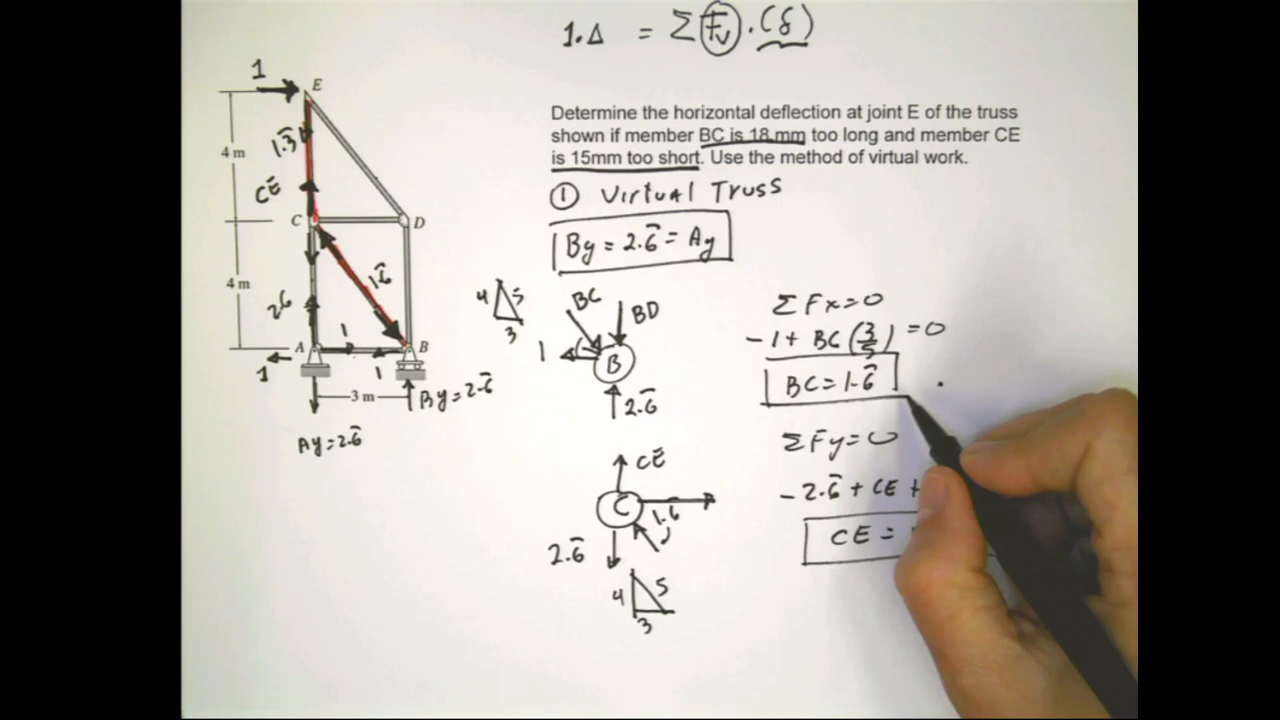 1.Δ = Σ(Fv).(δ)
Determine the horizontal deflection at joint E of the truss
shown if member BC is 18 mm too long and member CE
is 15mm too short. Use the method of virtual work.
① Virtual Truss
By = 2.6̅ = Ay
1
E
4 m
1.3̅
CE
C
D
4 m
1.6̅
2.6̅
1
A
B
1
1
3 m
By = 2.6̅
Ay = 2.6̅
4
5
3
BC
BD
1
B
2.6̅
ΣFx=0
-1 + BC (3/5) = 0
BC = 1.6̅
CE
C
1.6̅
2.6̅
4
5
3
ΣFy=0
-2.6̅ + CE +
CE =